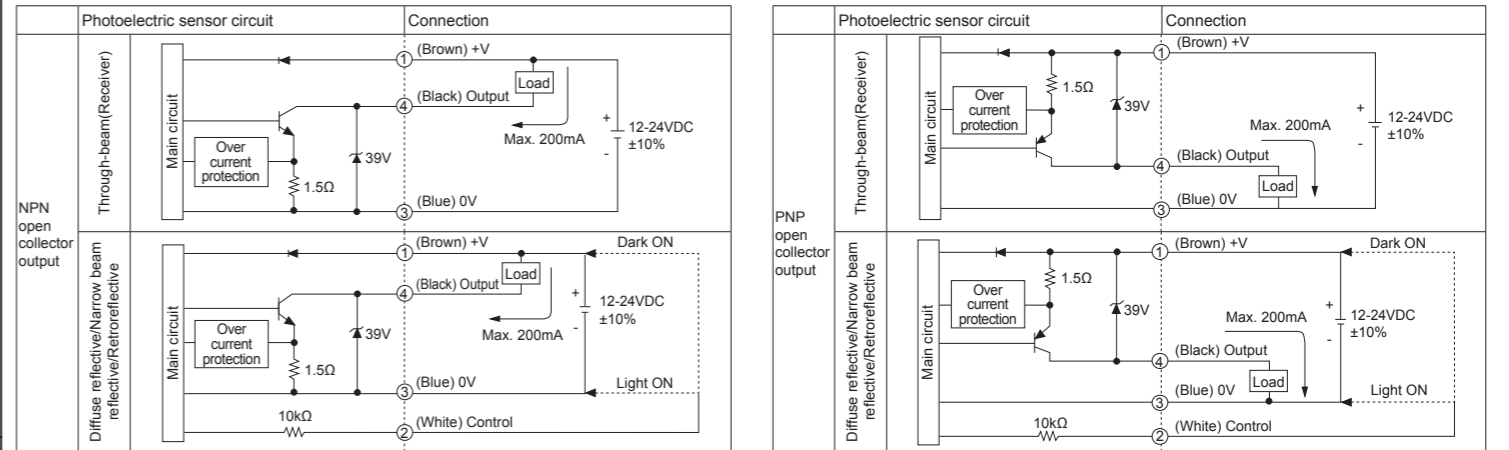 Photoelectric sensor circuit
Connection
NPN
open
collector
output
Through-beam(Receiver)
Main circuit
Over
current
protection
1.5Ω
39V
① (Brown) +V
Load
④ (Black) Output
Max. 200mA
+
-
12-24VDC
±10%
③ (Blue) 0V
Diffuse reflective/Narrow beam
reflective/Retroreflective
Main circuit
Over
current
protection
1.5Ω
39V
10kΩ
① (Brown) +V
Dark ON
Load
④ (Black) Output
Max. 200mA
+
-
12-24VDC
±10%
③ (Blue) 0V
Light ON
② (White) Control
Photoelectric sensor circuit
Connection
PNP
open
collector
output
Through-beam(Receiver)
Main circuit
Over
current
protection
1.5Ω
39V
① (Brown) +V
+
-
12-24VDC
±10%
Max. 200mA
④ (Black) Output
Load
③ (Blue) 0V
Diffuse reflective/Narrow beam
reflective/Retroreflective
Main circuit
Over
current
protection
1.5Ω
39V
10kΩ
① (Brown) +V
Dark ON
+
-
12-24VDC
±10%
Max. 200mA
④ (Black) Output
Load
③ (Blue) 0V
Light ON
② (White) Control